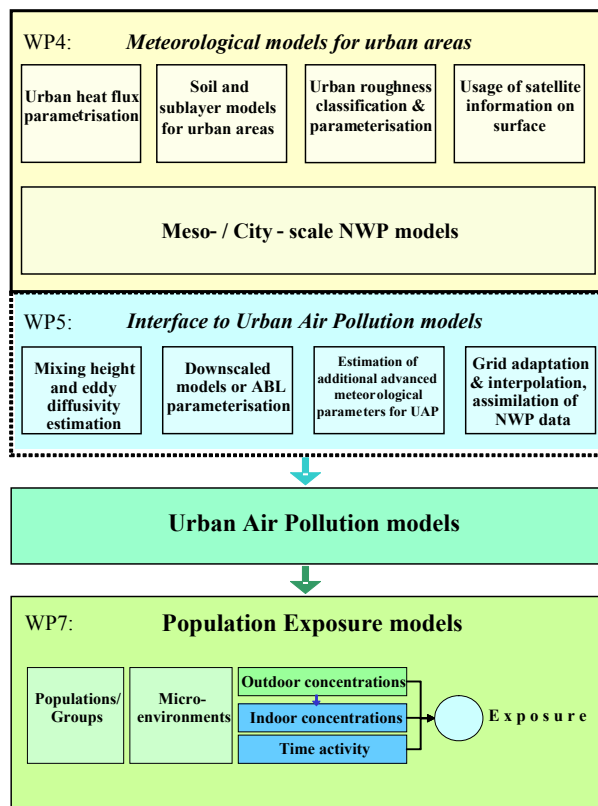 WP4: Meteorological models for urban areas
Urban heat flux
parametrisation
Soil and
sublayer models
for urban areas
Urban roughness
classification &
parameterisation
Usage of satellite
information on
surface
Meso- / City - scale NWP models
WP5: Interface to Urban Air Pollution models
Mixing height
and eddy
diffusivity
estimation
Downscaled
models or ABL
parameterisation
Estimation of
additional advanced
meteorological
parameters for UAP
Grid adaptation
& interpolation,
assimilation of
NWP data
Urban Air Pollution models
WP7: Population Exposure models
Populations/
Groups
Micro-
environments
Outdoor concentrations
Indoor concentrations
Time activity
Exposure